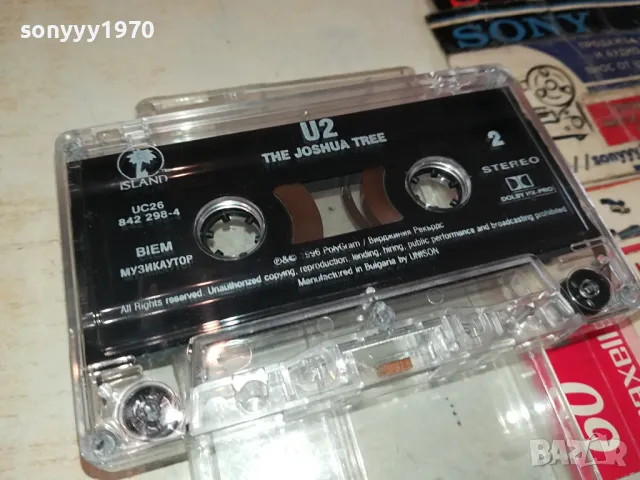 sonyyy1970
SONY
U2
THE JOSHUA TREE
2
STEREO
DOLBY HX-PRO
ISLAND
UC26
842 298-4
BIEM
МУЗИКАУТОР
℗&© 1996 PolyGram / Вирджиния Рекърдс
All Rights reserved. Unauthorized copying, reproduction, lending, hiring, public performance and broadcasting prohibited
Manufactured in Bulgaria by UNISON
maxell
BAZAR